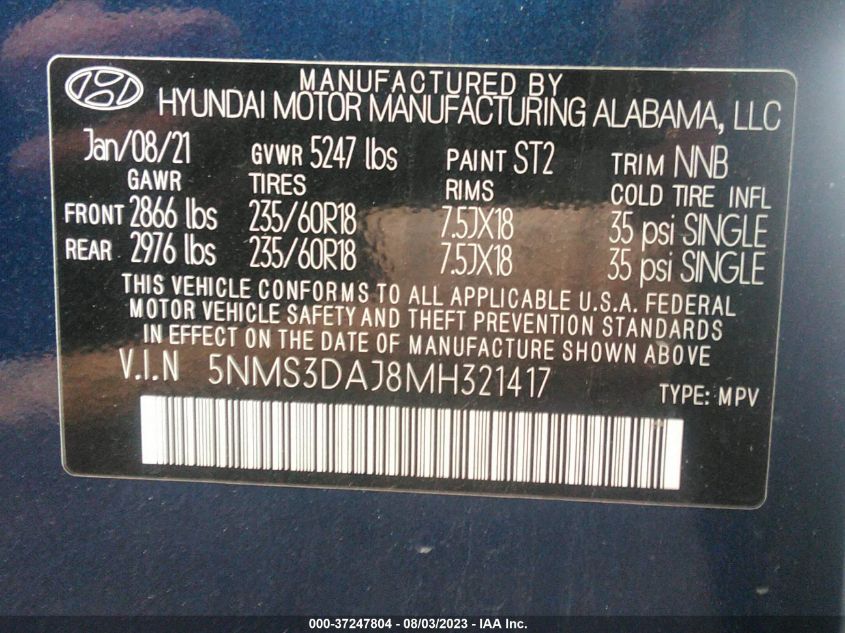 MANUFACTURED BY
HYUNDAI MOTOR MANUFACTURING ALABAMA, LLC
Jan/08/21 GVWR 5247 lbs PAINT ST2 TRIM NNB
GAWR TIRES RIMS COLD TIRE INFL
FRONT 2866 lbs 235/60R18 7.5JX18 35 psi SINGLE
REAR 2976 lbs 235/60R18 7.5JX18 35 psi SINGLE
THIS VEHICLE CONFORMS TO ALL APPLICABLE U.S.A. FEDERAL
MOTOR VEHICLE SAFETY AND THEFT PREVENTION STANDARDS
IN EFFECT ON THE DATE OF MANUFACTURE SHOWN ABOVE
V.I.N 5NMS3DAJ8MH321417 TYPE: MPV
000-37247804 - 08/03/2023 - IAA Inc.